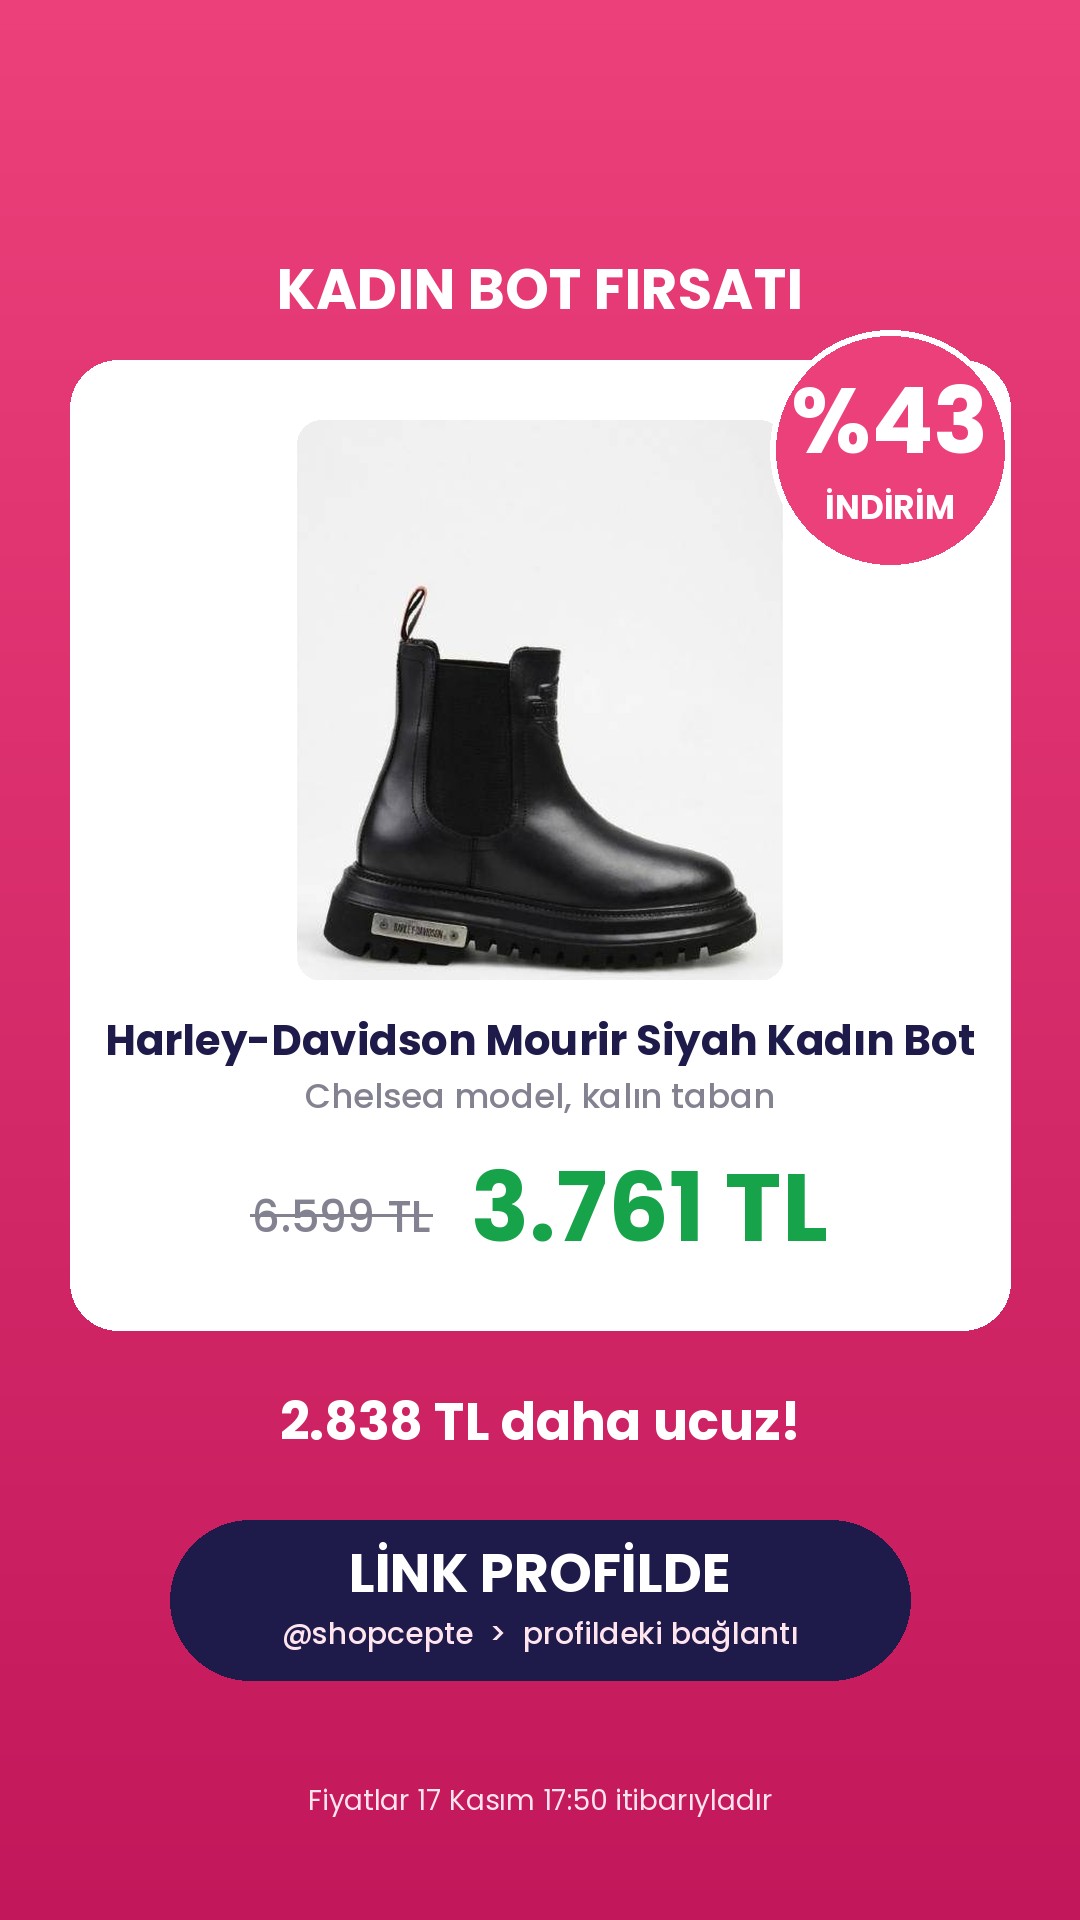 KADIN BOT FIRSATI
%43
İNDİRİM
HARLEY-DAVIDSON
Harley-Davidson Mourir Siyah Kadın Bot
Chelsea model, kalın taban
6.599 TL 3.761 TL
2.838 TL daha ucuz!
LİNK PROFİLDE
@shopcepte > profildeki bağlantı
Fiyatlar 17 Kasım 17:50 itibarıyladır